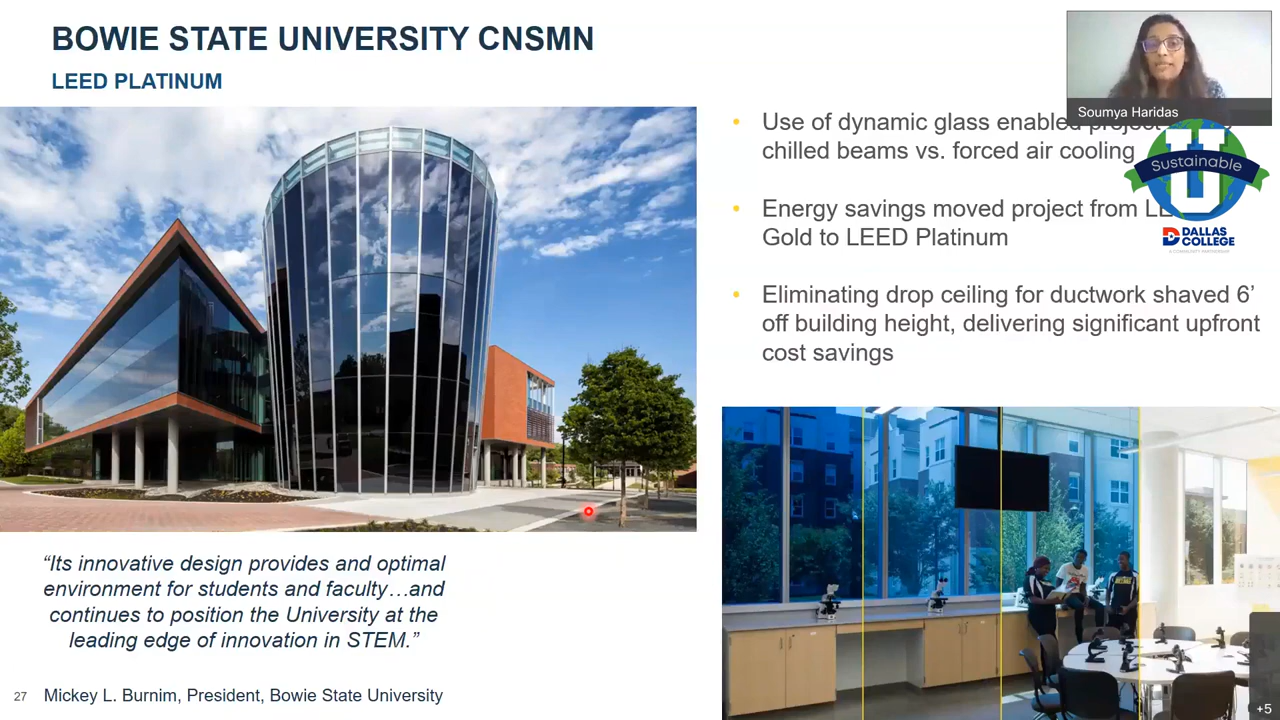 BOWIE STATE UNIVERSITY CNSMN
LEED PLATINUM
Soumya Haridas
• Use of dynamic glass enabled project
chilled beams vs. forced air cooling
• Energy savings moved project from
Gold to LEED Platinum
• Eliminating drop ceiling for ductwork shaved 6’
off building height, delivering significant upfront
cost savings
Sustainable
U
DALLAS
COLLEGE
“Its innovative design provides and optimal
environment for students and faculty…and
continues to position the University at the
leading edge of innovation in STEM.”
27 Mickey L. Burnim, President, Bowie State University
+5